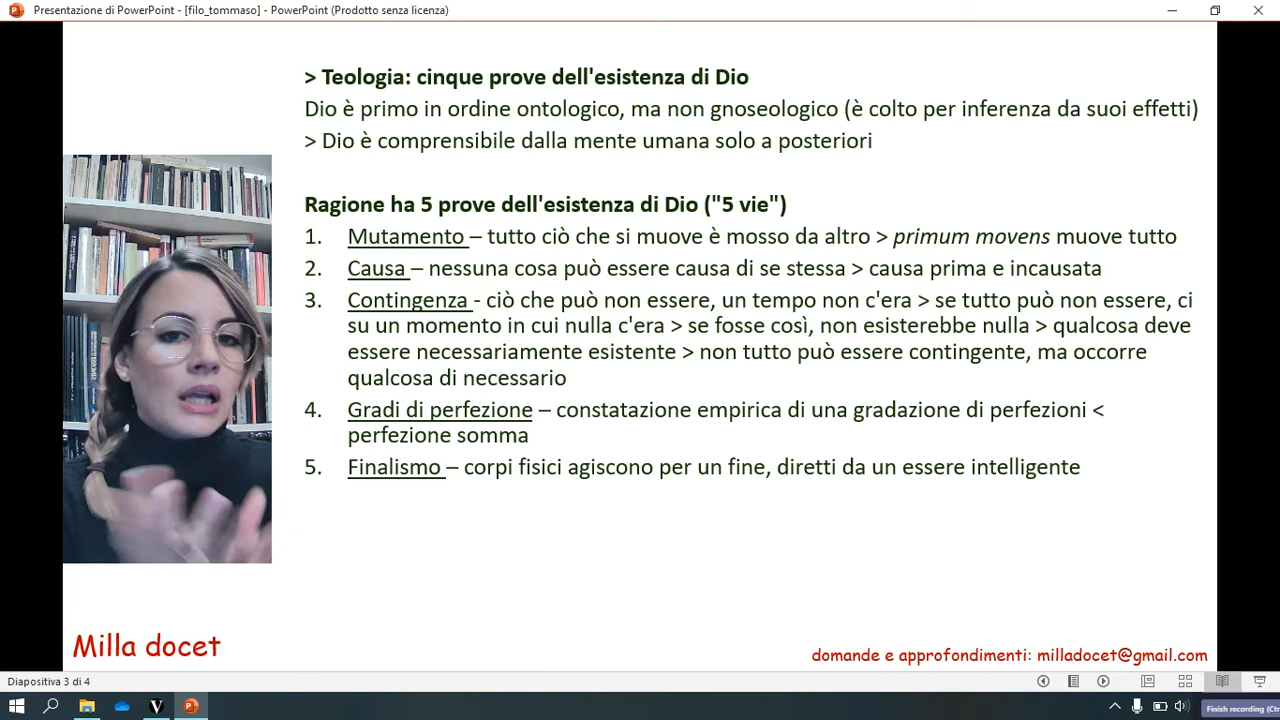 Presentazione di PowerPoint - [filo_tommaso] - PowerPoint (Prodotto senza licenza)
> Teologia: cinque prove dell'esistenza di Dio
Dio è primo in ordine ontologico, ma non gnoseologico (è colto per inferenza da suoi effetti)
> Dio è comprensibile dalla mente umana solo a posteriori
Ragione ha 5 prove dell'esistenza di Dio ("5 vie")
1. Mutamento – tutto ciò che si muove è mosso da altro > primum movens muove tutto
2. Causa – nessuna cosa può essere causa di se stessa > causa prima e incausata
3. Contingenza - ciò che può non essere, un tempo non c'era > se tutto può non essere, ci
su un momento in cui nulla c'era > se fosse così, non esisterebbe nulla > qualcosa deve
essere necessariamente esistente > non tutto può essere contingente, ma occorre
qualcosa di necessario
4. Gradi di perfezione – constatazione empirica di una gradazione di perfezioni <
perfezione somma
5. Finalismo – corpi fisici agiscono per un fine, diretti da un essere intelligente
Milla docet
domande e approfondimenti: milladocet@gmail.com
Diapositiva 3 di 4
Finish recording (Ctr